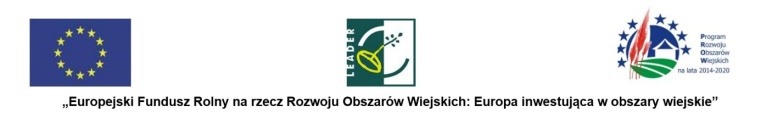 LEADER
Program
Rozwoju
Obszarów
Wiejskich
na lata 2014-2020
„Europejski Fundusz Rolny na rzecz Rozwoju Obszarów Wiejskich: Europa inwestująca w obszary wiejskie”